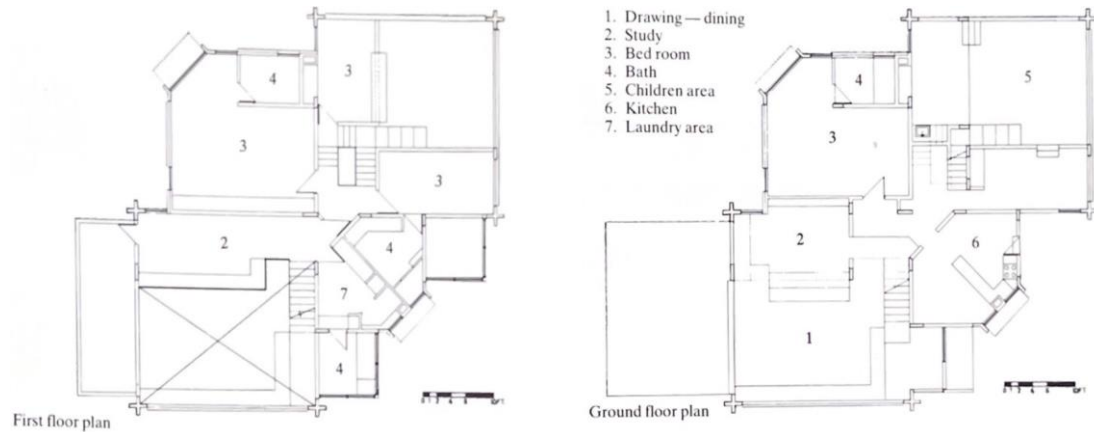 1. Drawing — dining
2. Study
3. Bed room
4. Bath
5. Children area
6. Kitchen
7. Laundry area
4
3
3
3
2
4
7
4
First floor plan
4
5
3
2
6
1
Ground floor plan